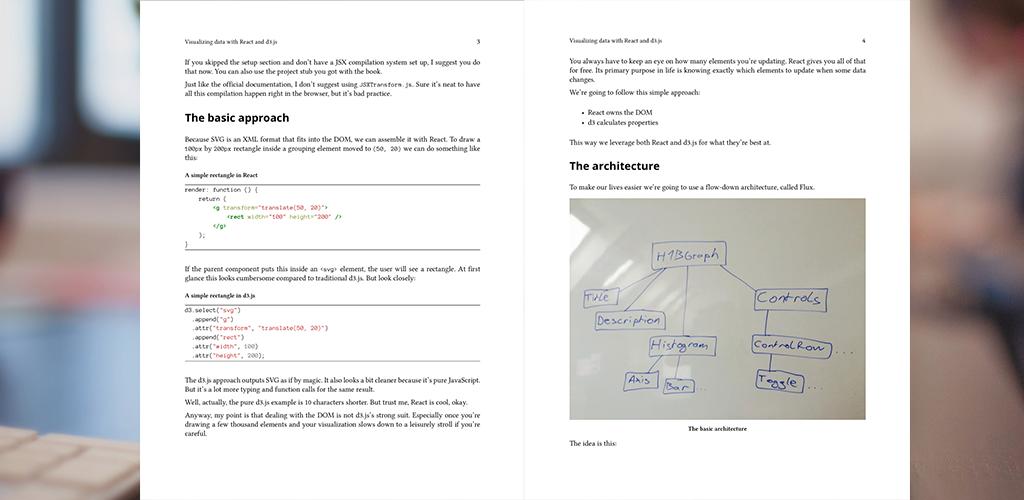 Visualizing data with React and d3.js 3
If you skipped the setup section and don't have a JSX compilation system set up, I suggest you do
that now. You can also use the project stub you got with the book.
Just like the official documentation, I don't suggest using JSXTransform.js. Sure it's neat to have
all this compilation happen right in the browser, but it's bad practice.
The basic approach
Because SVG is an XML format that fits into the DOM, we can assemble it with React. To draw a
100px by 200px rectangle inside a grouping element moved to (50, 20) we can do something like
this:
A simple rectangle in React
render: function () {
return (
<g transform="translate(50, 20)">
<rect width="100" height="200" />
</g>
);
}
If the parent component puts this inside an <svg> element, the user will see a rectangle. At first
glance this looks cumbersome compared to traditional d3.js. But look closely:
A simple rectangle in d3.js
d3.select("svg")
.append("g")
.attr("transform", "translate(50, 20)")
.append("rect")
.attr("width", 100)
.attr("height", 200);
The d3.js approach outputs SVG as if by magic. It also looks a bit cleaner because it's pure JavaScript.
But it's a lot more typing and function calls for the same result.
Well, actually, the pure d3.js example is 10 characters shorter. But trust me, React is cool, okay.
Anyway, my point is that dealing with the DOM is not d3.js's strong suit. Especially once you're
drawing a few thousand elements and your visualization slows down to a leisurely stroll if you're
careful.
Visualizing data with React and d3.js 4
You always have to keep an eye on how many elements you're updating. React gives you all of that
for free. Its primary purpose in life is knowing exactly which elements to update when some data
changes.
We're going to follow this simple approach:
• React owns the DOM
• d3 calculates properties
This way we leverage both React and d3.js for what they're best at.
The architecture
To make our lives easier we're going to use a flow-down architecture, called Flux.
H1BGraph
Title
Controls
Description
Histogram
ControlRow ...
Axis
Bar ...
Toggle ...
The basic architecture
The idea is this: